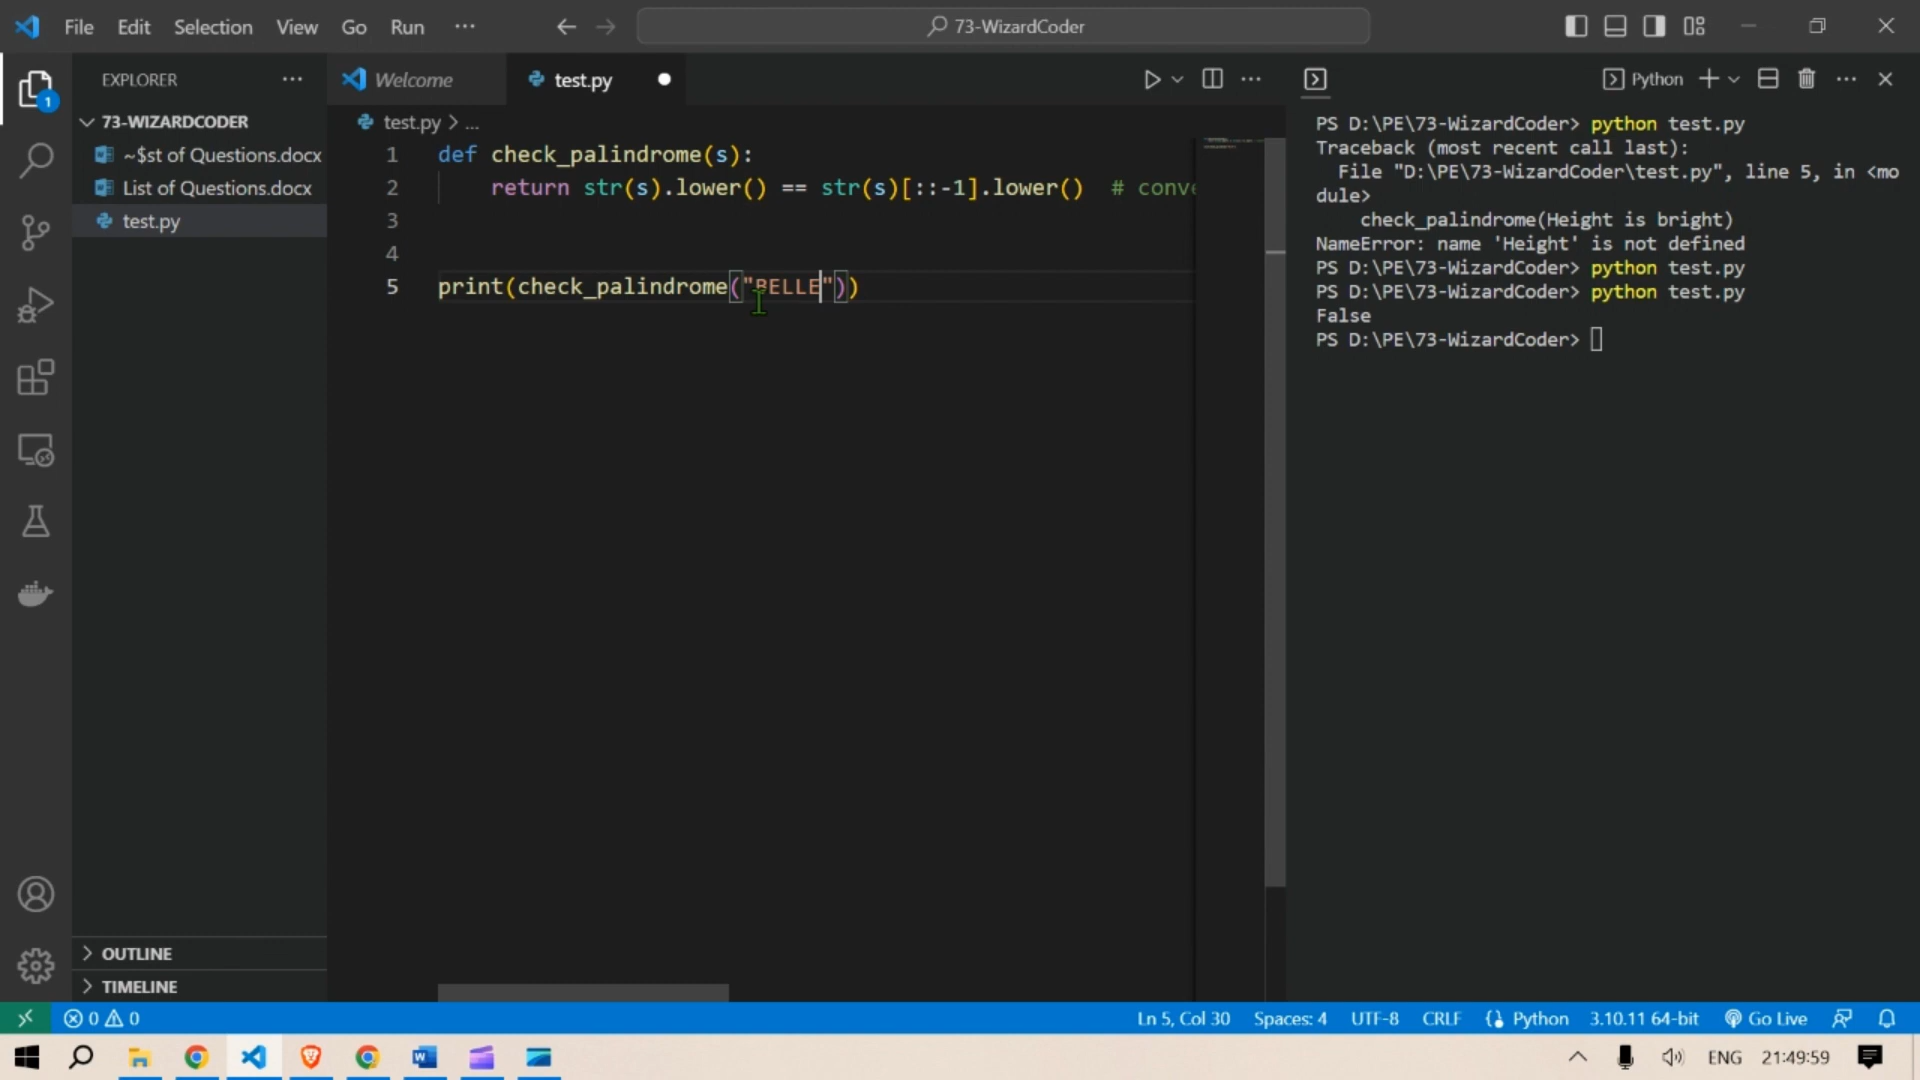 File Edit Selection View Go Run ··· 73-WizardCoder
EXPLORER
Welcome test.py
Python
73-WIZARDCODER
~$st of Questions.docx
List of Questions.docx
test.py
test.py > ...
1 def check_palindrome(s):
2 return str(s).lower() == str(s)[::-1].lower() # conve
3
4
5 print(check_palindrome("BELLE"))
PS D:\PE\73-WizardCoder> python test.py
Traceback (most recent call last):
File "D:\PE\73-WizardCoder\test.py", line 5, in <mo
dule>
check_palindrome(Height is bright)
NameError: name 'Height' is not defined
PS D:\PE\73-WizardCoder> python test.py
PS D:\PE\73-WizardCoder> python test.py
False
PS D:\PE\73-WizardCoder>
1
OUTLINE
TIMELINE
0 0 Ln 5, Col 30 Spaces: 4 UTF-8 CRLF Python 3.10.11 64-bit Go Live
W ENG 21:49:59